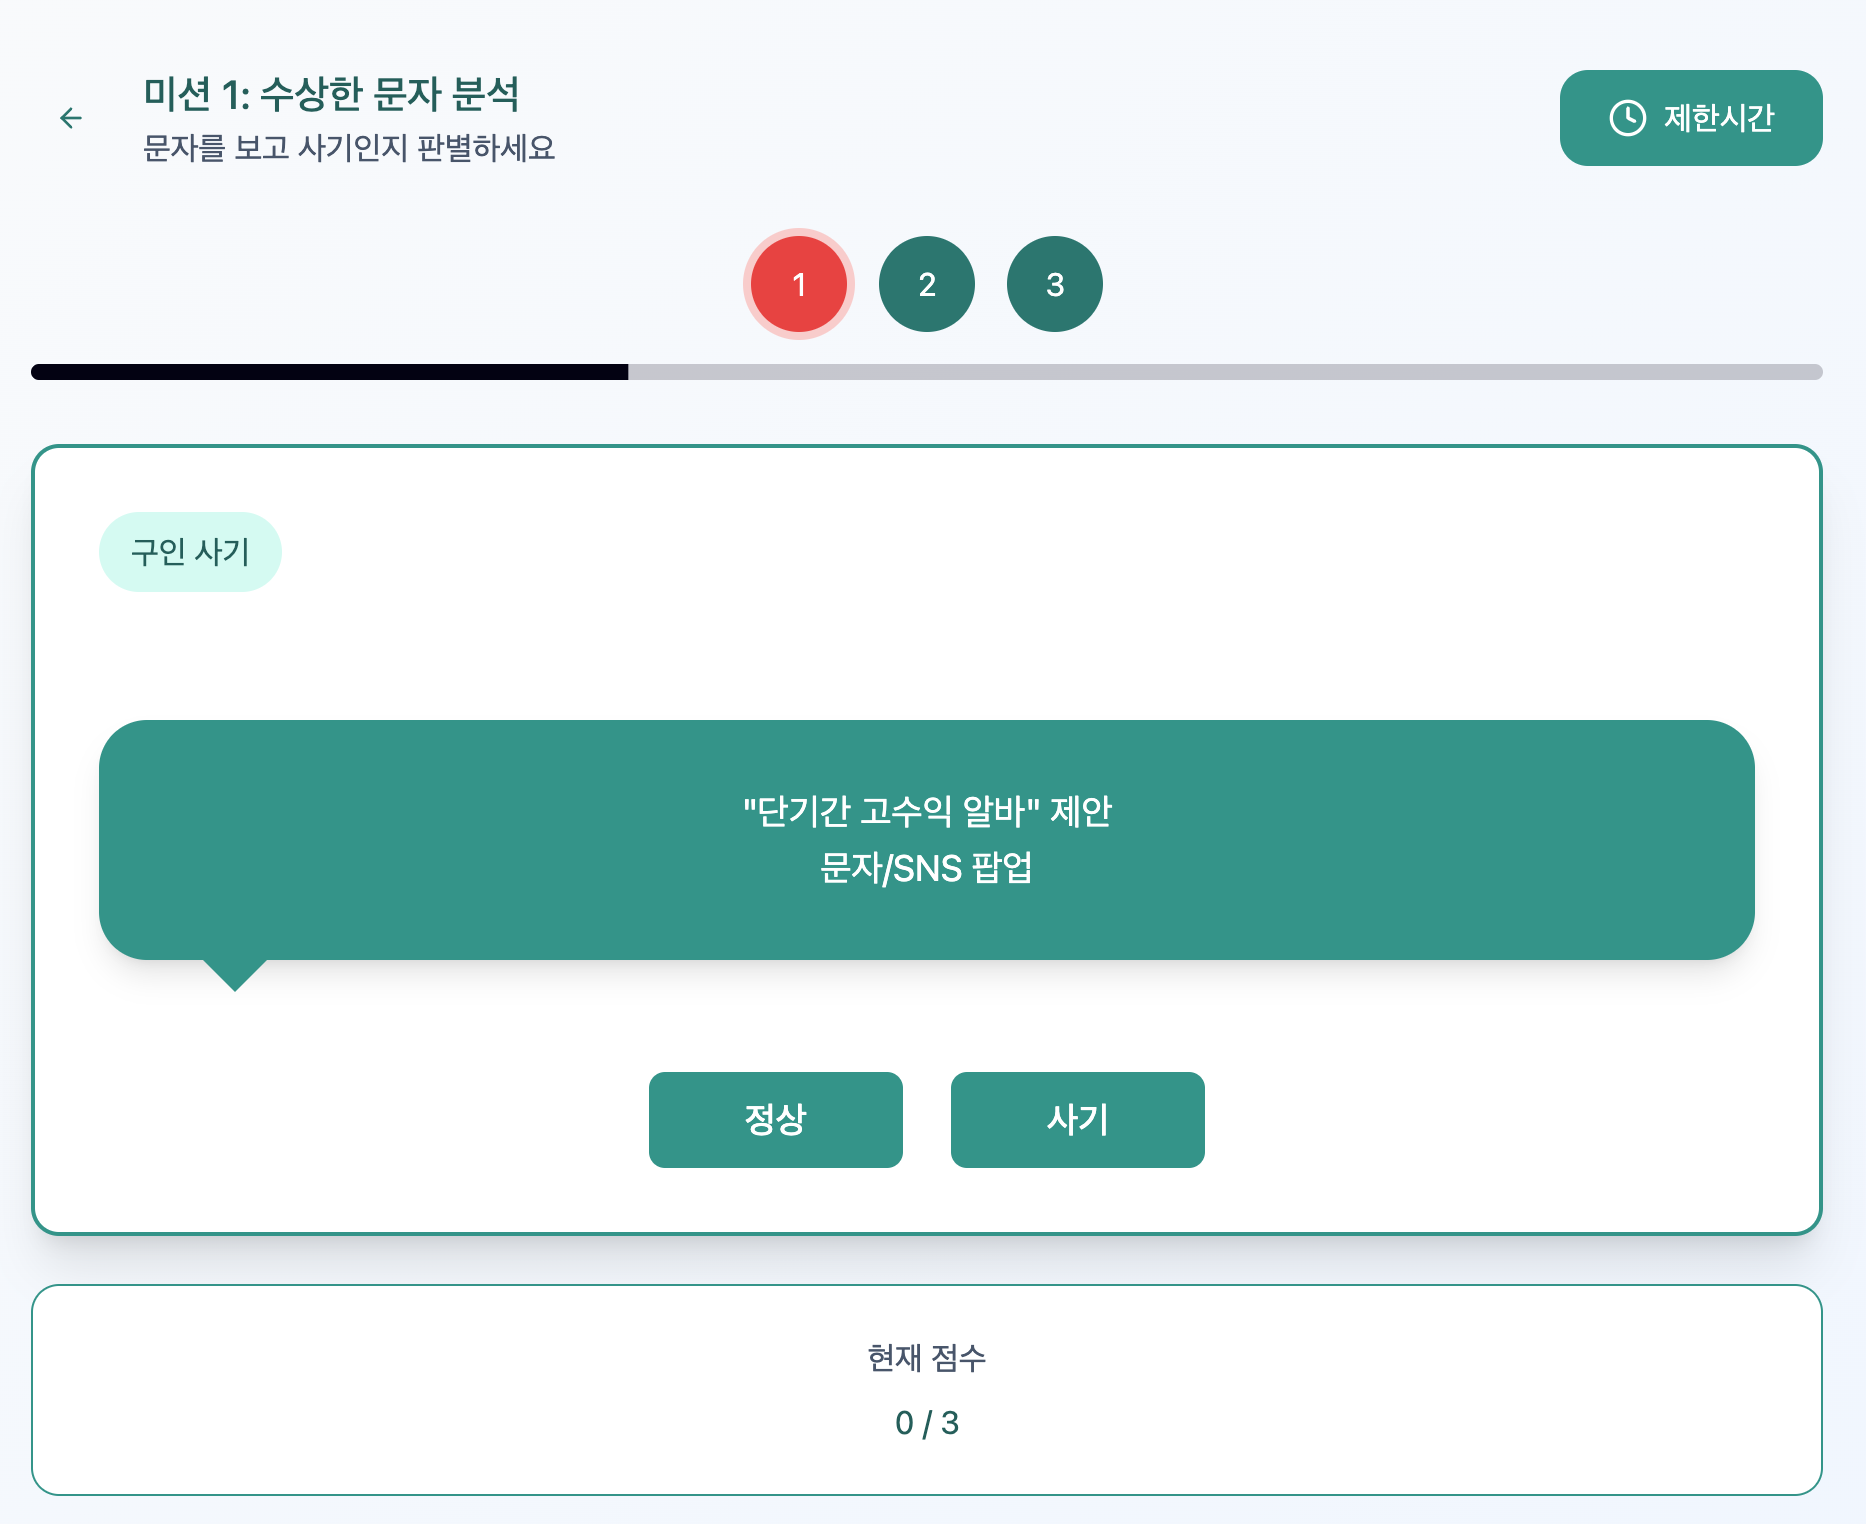 미션 1: 수상한 문자 분석
문자를 보고 사기인지 판별하세요
제한시간
1
2
3
구인 사기
"단기간 고수익 알바" 제안
문자/SNS 팝업
정상
사기
현재 점수
0 / 3